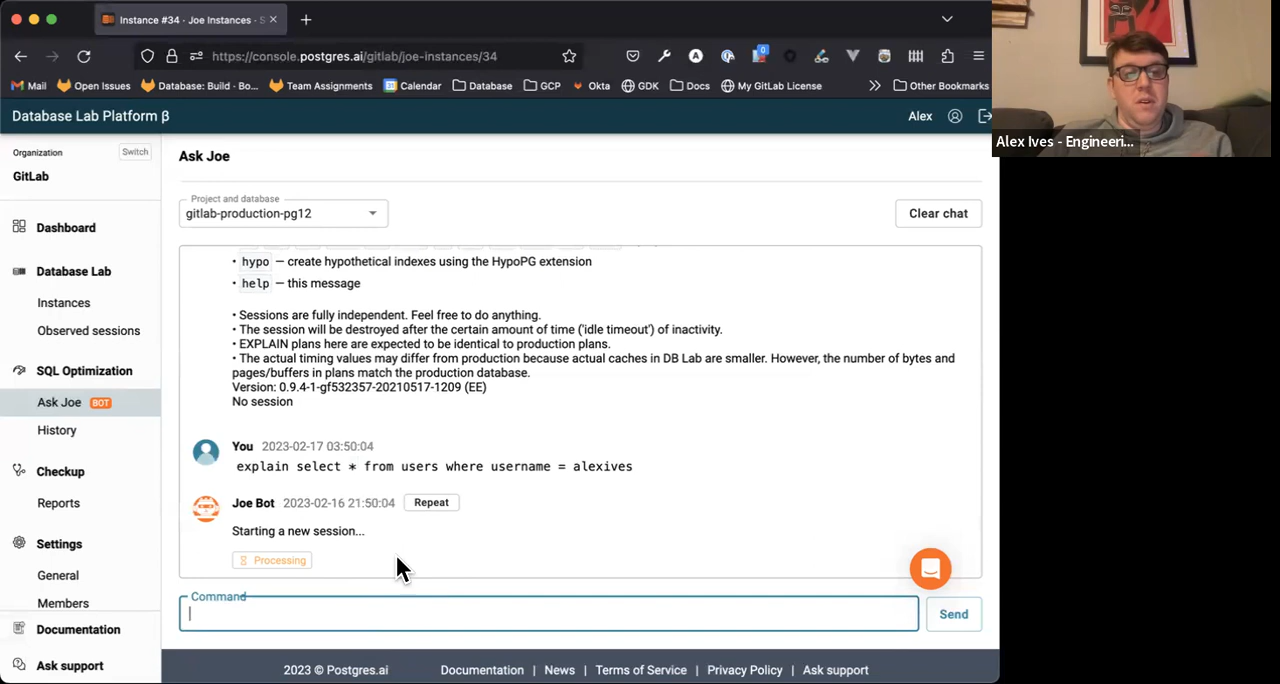 Instance #34 · Joe Instances · S
https://console.postgres.ai/gitlab/joe-instances/34
0
Mail
Open Issues
Database: Build · Bo...
Team Assignments
Calendar
Database
GCP
Okta
GDK
Docs
My GitLab License
Other Bookmarks
Database Lab Platform β
Alex
Alex Ives - Engineeri...
Organization
Switch
GitLab
Dashboard
Database Lab
Instances
Observed sessions
SQL Optimization
Ask Joe BOT
History
Checkup
Reports
Settings
General
Members
Documentation
Ask support
Ask Joe
Project and database
gitlab-production-pg12
Clear chat
• hypo — create hypothetical indexes using the HypoPG extension
• help — this message
• Sessions are fully independent. Feel free to do anything.
• The session will be destroyed after the certain amount of time ('idle timeout') of inactivity.
• EXPLAIN plans here are expected to be identical to production plans.
• The actual timing values may differ from production because actual caches in DB Lab are smaller. However, the number of bytes and
pages/buffers in plans match the production database.
Version: 0.9.4-1-gf532357-20210517-1209 (EE)
No session
You 2023-02-17 03:50:04
explain select * from users where username = alexives
Joe Bot 2023-02-16 21:50:04 Repeat
Starting a new session...
Processing
Command
Send
2023 © Postgres.ai Documentation | News | Terms of Service | Privacy Policy | Ask support